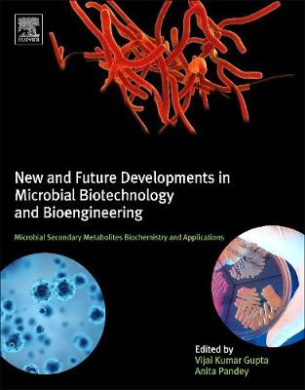 ELSEVIER
New and Future Developments in
Microbial Biotechnology
and Bioengineering
Microbial Secondary Metabolites Biochemistry and Applications
Edited by
Vijai Kumar Gupta
Anita Pandey